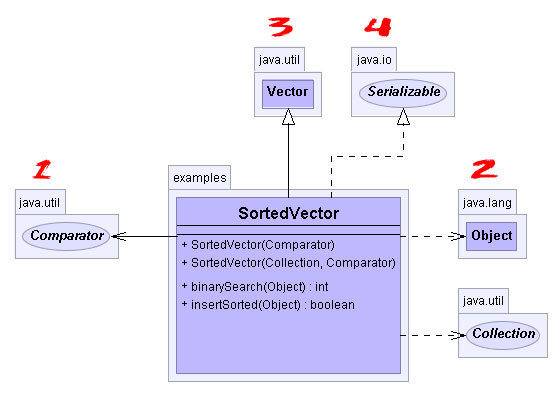 3
4
java.util
java.io
Vector
Serializable
1
examples
2
java.util
SortedVector
java.lang
Comparator
+ SortedVector(Comparator)
Object
+ SortedVector(Collection, Comparator)
+ binarySearch(Object) : int
+ insertSorted(Object) : boolean
java.util
Collection